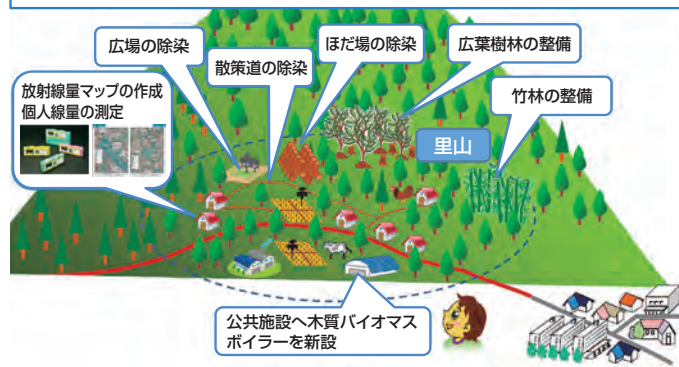 広場の除染
ほだ場の除染
広葉樹林の整備
散策道の除染
竹林の整備
放射線量マップの作成
個人線量の測定
里山
公共施設へ木質バイオマス
ボイラーを新設